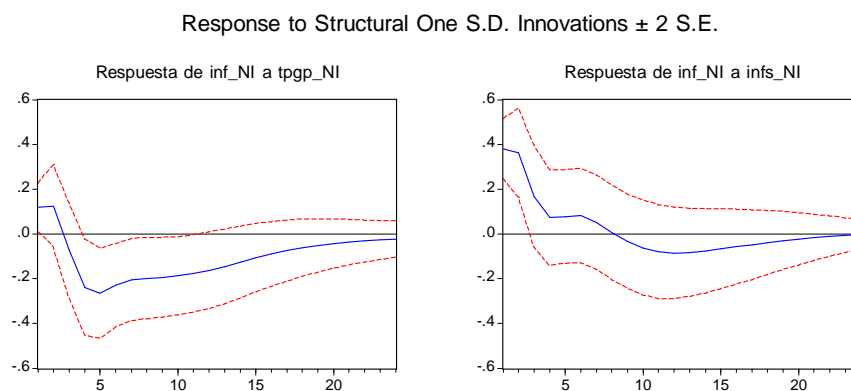 Response to Structural One S.D. Innovations ± 2 S.E.
Respuesta de inf_NI a tpgp_NI
.6
.4
.2
.0
-.2
-.4
-.6
5 10 15 20
Respuesta de inf_NI a infs_NI
.6
.4
.2
.0
-.2
-.4
-.6
5 10 15 20